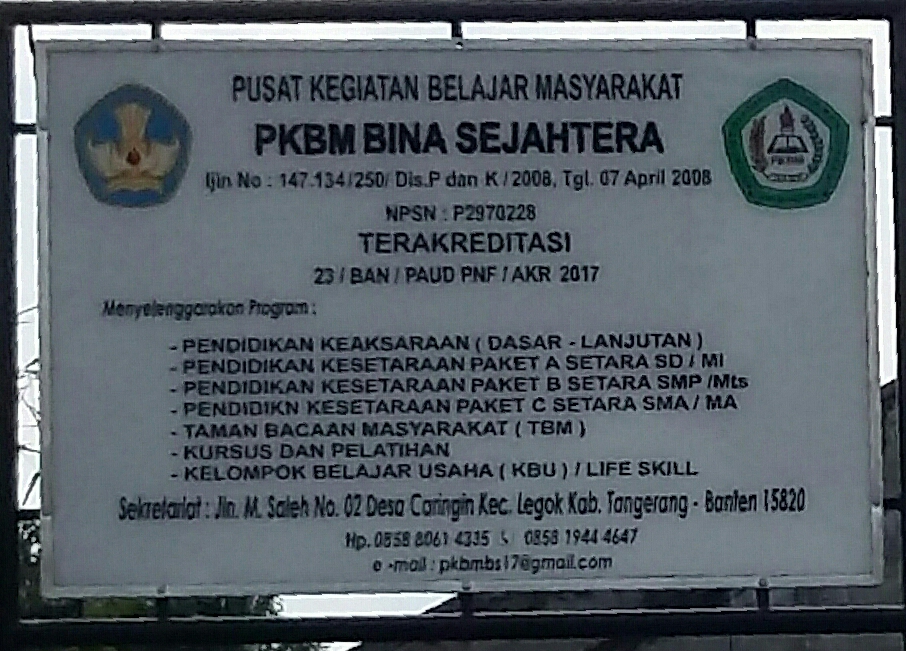 PUSAT KEGIATAN BELAJAR MASYARAKAT
PKBM BINA SEJAHTERA
Ijin No : 147.134/250/ Dis.P dan K / 2008, Tgl. 07 April 2008
NPSN : P2970228
TERAKREDITASI
23 / BAN / PAUD PNF / AKR 2017
Menyelenggarakan Program :
- PENDIDIKAN KEAKSARAAN ( DASAR - LANJUTAN )
- PENDIDIKAN KESETARAAN PAKET A SETARA SD / MI
- PENDIDIKAN KESETARAAN PAKET B SETARA SMP /Mts
- PENDIDIKN KESETARAAN PAKET C SETARA SMA / MA
- TAMAN BACAAN MASYARAKAT ( TBM )
- KURSUS DAN PELATIHAN
- KELOMPOK BELAJAR USAHA ( KBU ) / LIFE SKILL
Sekretariat : Jln. M. Saleh No. 02 Desa Caringin Kec. Legok Kab. Tangerang - Banten 15820
Hp. 0858 8061 4335 0858 1944 4647
e -mail : pkbmbs17@gmail.com